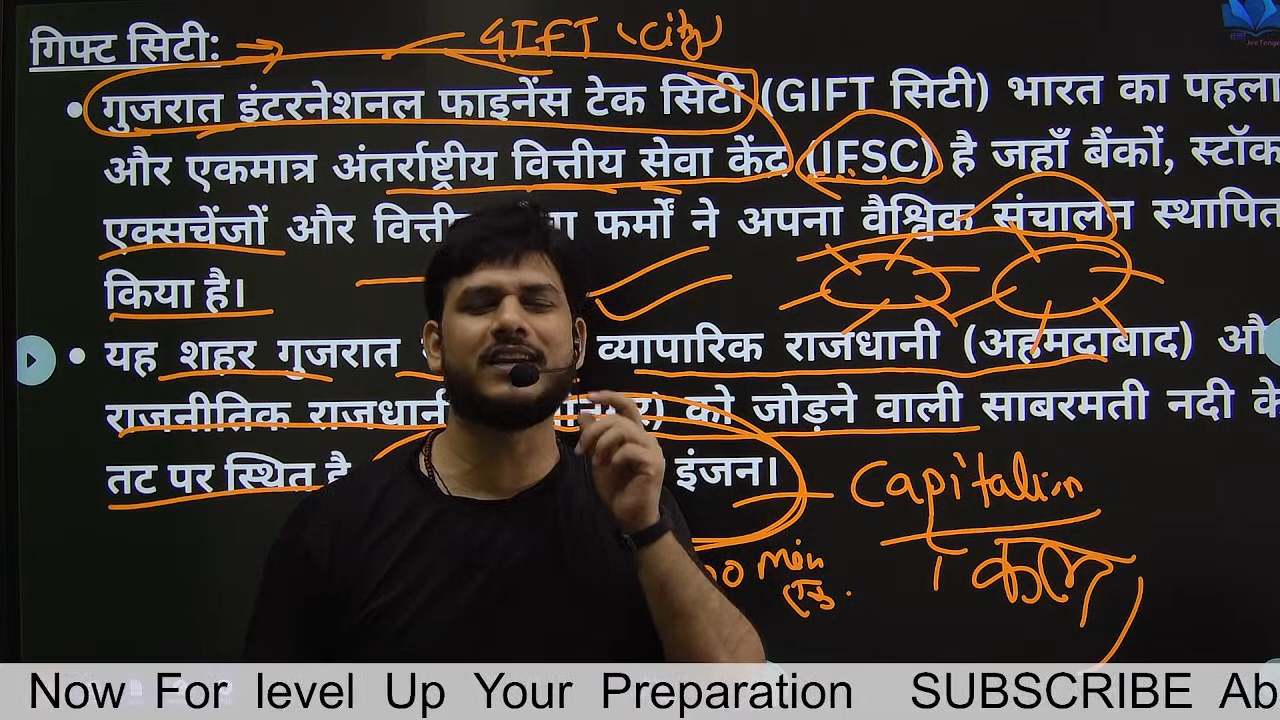 गिफ्ट सिटी: GIFT City
• गुजरात इंटरनेशनल फाइनेंस टेक सिटी (GIFT सिटी) भारत का पहला
और एकमात्र अंतर्राष्ट्रीय वित्तीय सेवा केंद (IFSC) है जहाँ बैंकों, स्टॉक
एक्सचेंजों और फर्मों ने अपना वैश्विक संचालन स्थापित
किया है।
• यह शहर गुजरात व्यापारिक राजधानी (अहमदाबाद)
राजनीतिक राजधानी को जोड़ने वाली साबरमती नदी के
तट पर स्थित है इंजन।
Capitalism
Now For level Up Your Preparation SUBSCRIBE Ab